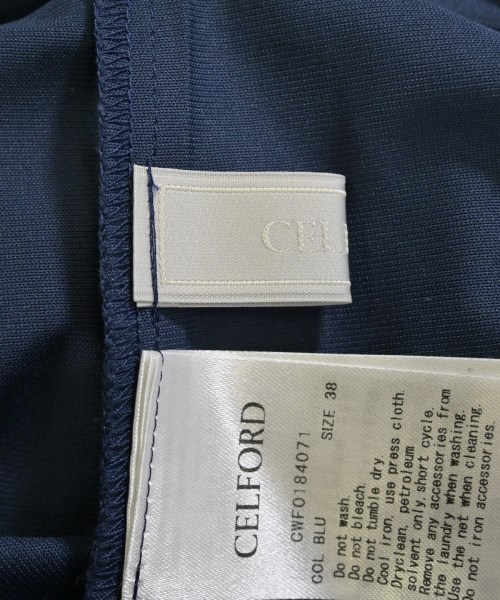 CEL
CELFORD
CWFO184071
COL BLU SIZE 38
Do not wash.
Do not bleach.
Do not tumble dry.
Cool iron, use press cloth.
Dryclean, petroleum
solvent only, short cycle.
Remove any accessories from
the laundry when washing.
Use the net when cleaning.
Do not iron accessories.